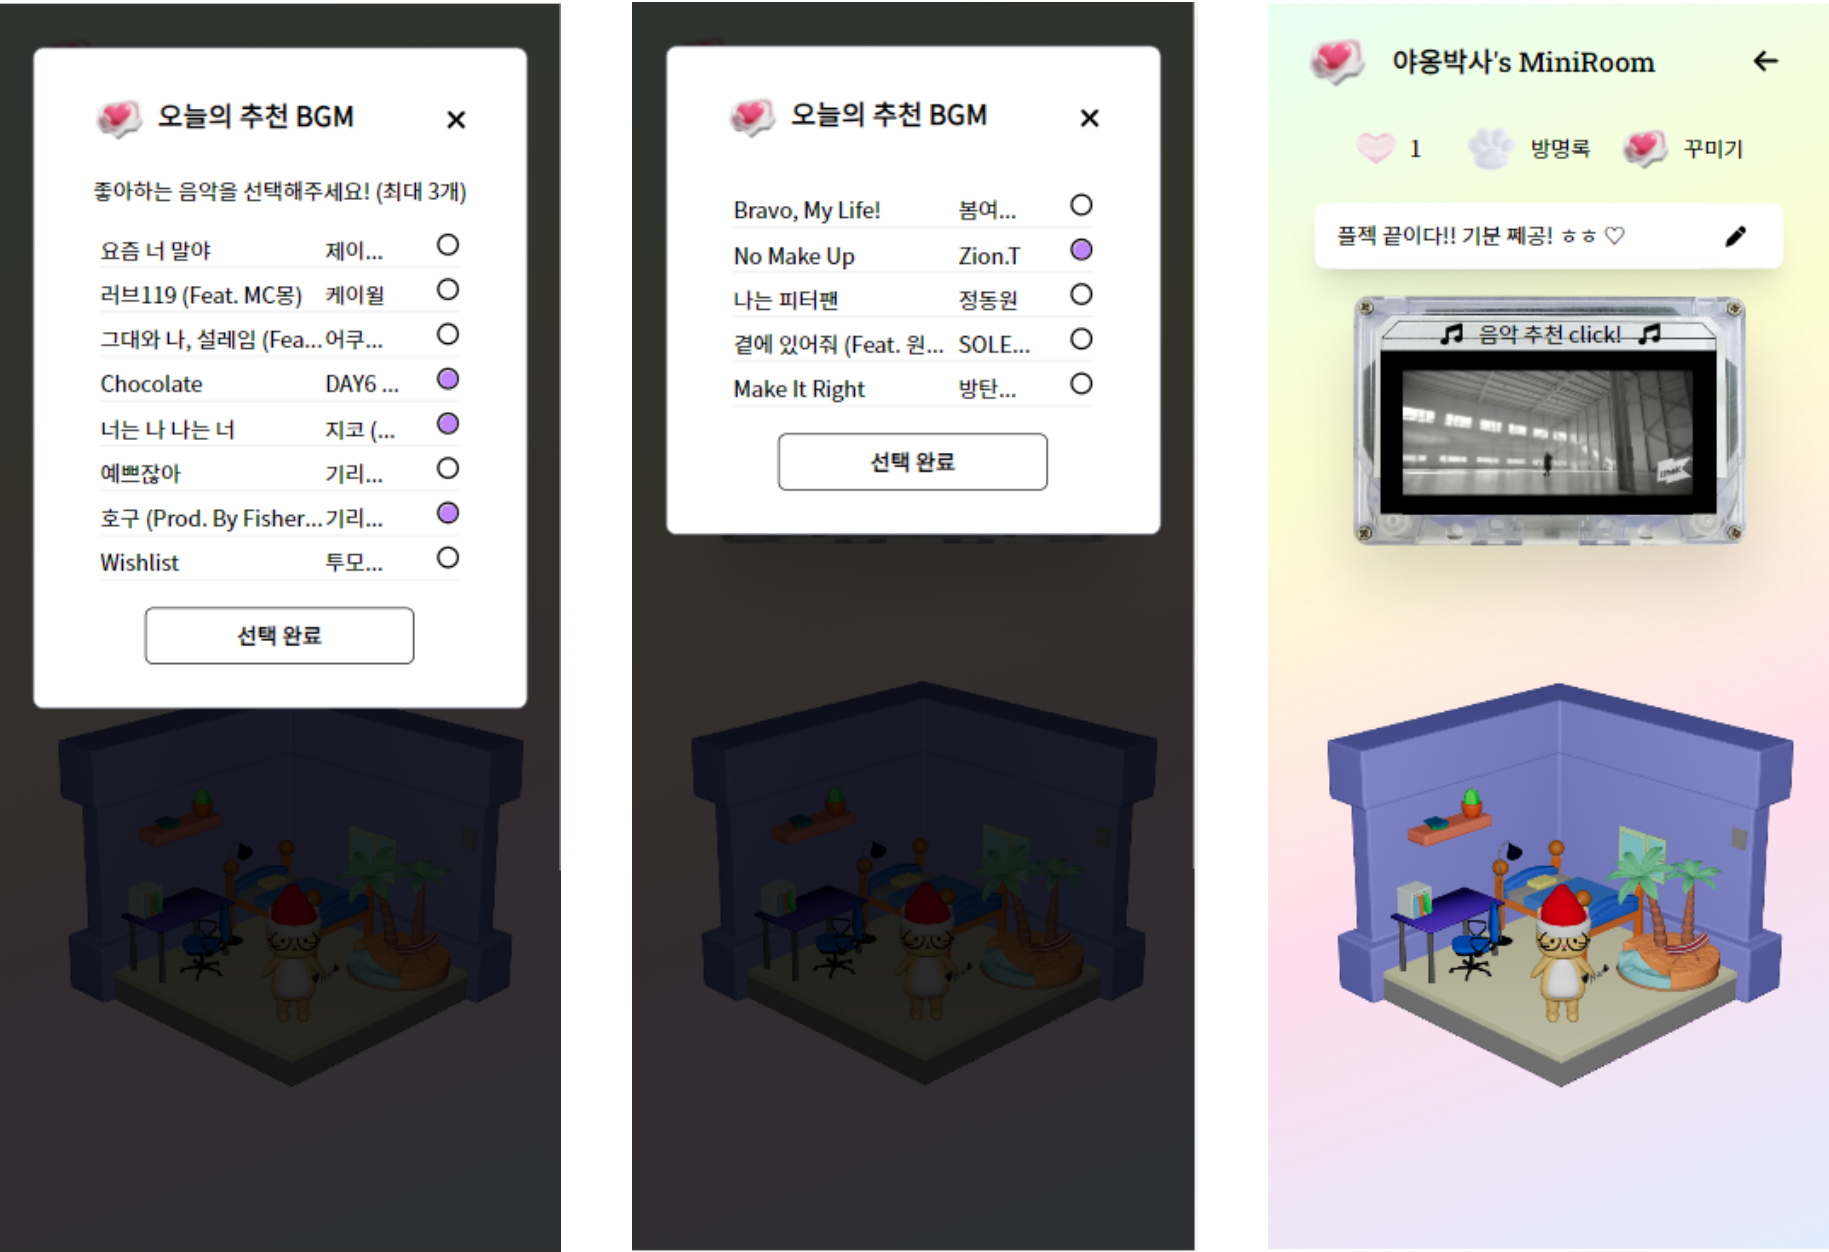 오늘의 추천 BGM
좋아하는 음악을 선택해주세요! (최대 3개)
요즘 너 말야 제이...
러브119 (Feat. MC몽) 케이윌
그대와 나, 설레임 (Fea... 어쿠...
Chocolate DAY6 ...
너는 나 나는 너 지코 (...
예쁘잖아 기리...
호구 (Prod. By Fisher... 기리...
Wishlist 투모...
선택 완료
오늘의 추천 BGM
Bravo, My Life! 봄여...
No Make Up Zion.T
나는 피터팬 정동원
곁에 있어줘 (Feat. 원... SOLE...
Make It Right 방탄...
선택 완료
야옹박사's MiniRoom
1 방명록 꾸미기
플젝 끝이다!! 기분 쩨공! ㅎㅎ ♡
음악 추천 click!